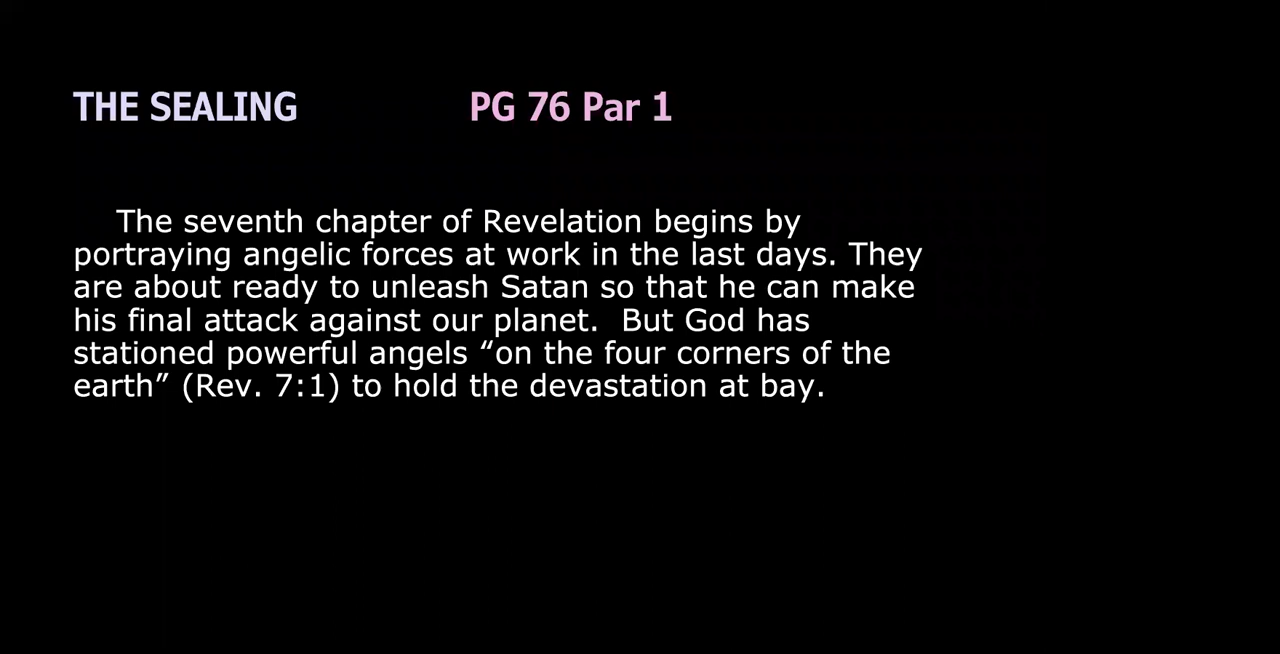 THE SEALING PG 76 Par 1
The seventh chapter of Revelation begins by
portraying angelic forces at work in the last days. They
are about ready to unleash Satan so that he can make
his final attack against our planet.  But God has
stationed powerful angels “on the four corners of the
earth” (Rev. 7:1) to hold the devastation at bay.